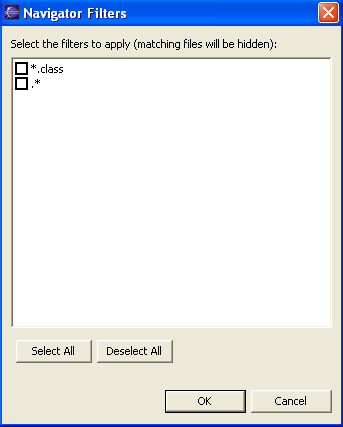 Navigator Filters
Select the filters to apply (matching files will be hidden):
*.class
.*
Select All
Deselect All
OK
Cancel